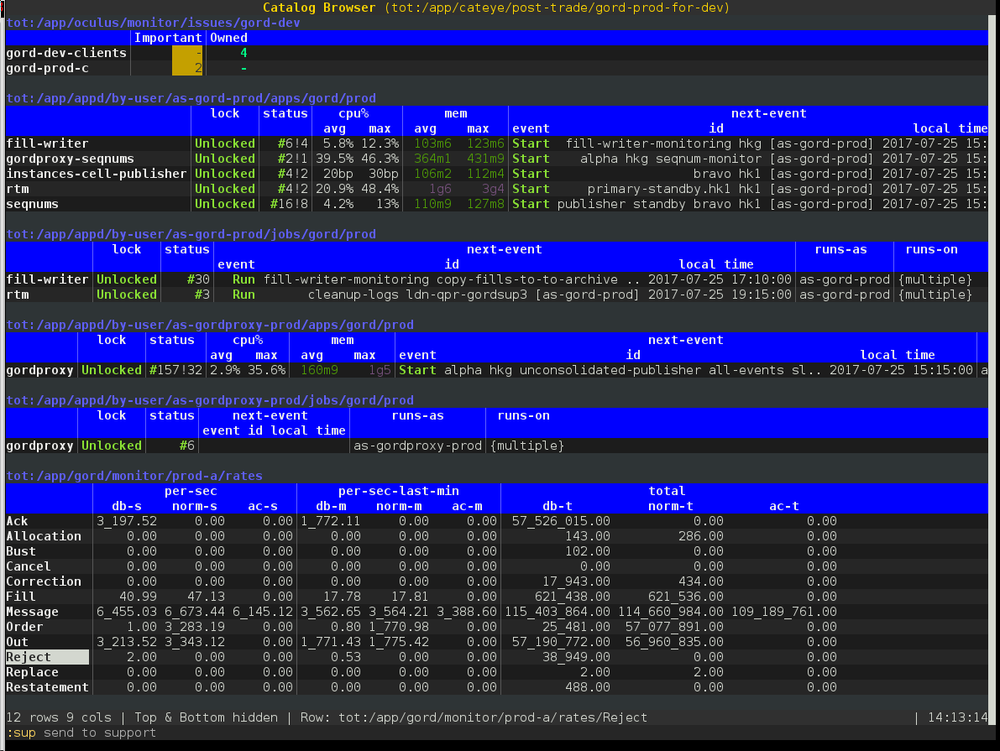 Catalog Browser (tot:/app/cateye/post-trade/gord-prod-for-dev)
tot:/app/oculus/monitor/issues/gord-dev
Important Owned
gord-dev-clients - 4
gord-prod-c 2 -
tot:/app/appd/by-user/as-gord-prod/apps/gord/prod
lock status cpu% mem next-event
avg max avg max event id local time
fill-writer Unlocked #6!4 5.8% 12.3% 103m6 123m6 Start fill-writer-monitoring hkg [as-gord-prod] 2017-07-25 15:
gordproxy-seqnums Unlocked #2!1 39.5% 46.3% 364m1 431m9 Start alpha hkg seqnum-monitor [as-gord-prod] 2017-07-25 15:
instances-cell-publisher Unlocked #4!2 20bp 30bp 106m2 112m4 Start bravo hk1 [as-gord-prod] 2017-07-25 15:
rtm Unlocked #4!2 20.9% 48.4% 1g6 3g4 Start primary-standby.hk1 hk1 [as-gord-prod] 2017-07-25 15:
seqnums Unlocked #16!8 4.2% 13% 110m9 127m8 Start publisher standby bravo hk1 [as-gord-prod] 2017-07-25 15:
tot:/app/appd/by-user/as-gord-prod/jobs/gord/prod
lock status next-event runs-as runs-on
event id local time
fill-writer Unlocked #30 Run fill-writer-monitoring copy-fills-to-to-archive .. 2017-07-25 17:10:00 as-gord-prod {multiple}
rtm Unlocked #3 Run cleanup-logs ldn-qpr-gordsup3 [as-gord-prod] 2017-07-25 19:15:00 as-gord-prod {multiple}
tot:/app/appd/by-user/as-gordproxy-prod/apps/gord/prod
lock status cpu% mem next-event
avg max avg max event id local time
gordproxy Unlocked #157!32 2.9% 35.6% 160m9 1g5 Start alpha hkg unconsolidated-publisher all-events sl.. 2017-07-25 15:15:00 a
tot:/app/appd/by-user/as-gordproxy-prod/jobs/gord/prod
lock status next-event runs-as runs-on
event id local time
gordproxy Unlocked #6 as-gordproxy-prod {multiple}
tot:/app/gord/monitor/prod-a/rates
per-sec per-sec-last-min total
db-s norm-s ac-s db-m norm-m ac-m db-t norm-t ac-t
Ack 3_197.52 0.00 0.00 1_772.11 0.00 0.00 57_526_015.00 0.00 0.00
Allocation 0.00 0.00 0.00 0.00 0.00 0.00 143.00 286.00 0.00
Bust 0.00 0.00 0.00 0.00 0.00 0.00 102.00 0.00 0.00
Cancel 0.00 0.00 0.00 0.00 0.00 0.00 0.00 0.00 0.00
Correction 0.00 0.00 0.00 0.00 0.00 0.00 17_943.00 434.00 0.00
Fill 40.99 47.13 0.00 17.78 17.81 0.00 621_438.00 621_536.00 0.00
Message 6_455.03 6_673.44 6_145.12 3_562.65 3_564.21 3_388.60 115_403_864.00 114_660_984.00 109_189_761.00
Order 1.00 3_283.19 0.00 0.80 1_770.98 0.00 25_481.00 57_077_891.00 0.00
Out 3_213.52 3_343.12 0.00 1_771.43 1_775.42 0.00 57_190_772.00 56_960_835.00 0.00
Reject 2.00 0.00 0.00 0.53 0.00 0.00 38_949.00 0.00 0.00
Replace 0.00 0.00 0.00 0.00 0.00 0.00 2.00 2.00 0.00
Restatement 0.00 0.00 0.00 0.00 0.00 0.00 488.00 0.00 0.00
12 rows 9 cols | Top & Bottom hidden | Row: tot:/app/gord/monitor/prod-a/rates/Reject | 14:13:14
:sup send to support